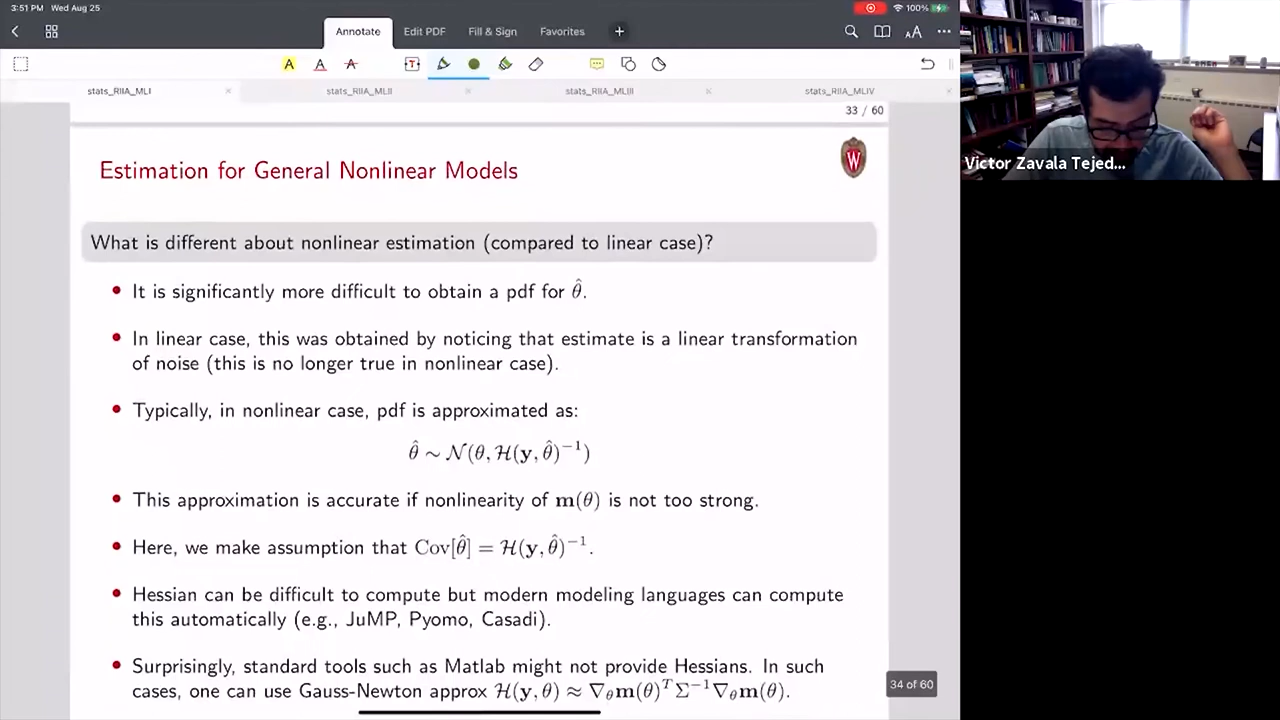 3:51 PM Wed Aug 25
100%
Annotate
Edit PDF
Fill & Sign
Favorites
stats_RIIA_MLI
stats_RIIA_MLII
stats_RIIA_MLIII
stats_RIIA_MLIV
33 / 60
Estimation for General Nonlinear Models
W
What is different about nonlinear estimation (compared to linear case)?
• It is significantly more difficult to obtain a pdf for θ̂.
• In linear case, this was obtained by noticing that estimate is a linear transformation
of noise (this is no longer true in nonlinear case).
• Typically, in nonlinear case, pdf is approximated as:
θ̂ ∼ 𝒩(θ, ℋ(y, θ̂)⁻¹)
• This approximation is accurate if nonlinearity of m(θ) is not too strong.
• Here, we make assumption that Cov[θ̂] = ℋ(y, θ̂)⁻¹.
• Hessian can be difficult to compute but modern modeling languages can compute
this automatically (e.g., JuMP, Pyomo, Casadi).
• Surprisingly, standard tools such as Matlab might not provide Hessians. In such
cases, one can use Gauss-Newton approx ℋ(y, θ) ≈ ∇θm(θ)ᵀΣ⁻¹∇θm(θ).
34 of 60
Victor Zavala Tejed...